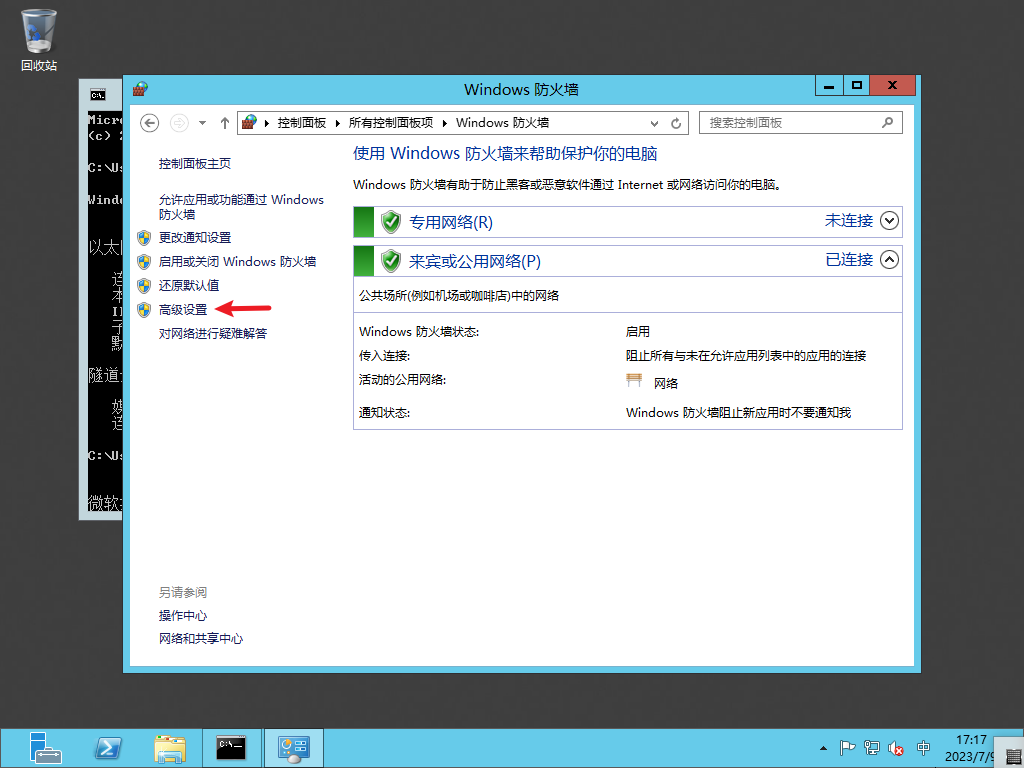 回收站
Windows 防火墙
控制面板 所有控制面板项 Windows 防火墙
搜索控制面板
控制面板主页
允许应用或功能通过 Windows
防火墙
更改通知设置
启用或关闭 Windows 防火墙
还原默认值
高级设置
对网络进行疑难解答
另请参阅
操作中心
网络和共享中心
使用 Windows 防火墙来帮助保护你的电脑
Windows 防火墙有助于防止黑客或恶意软件通过 Internet 或网络访问你的电脑。
专用网络(R) 未连接
来宾或公用网络(P) 已连接
公共场所(例如机场或咖啡店)中的网络
Windows 防火墙状态: 启用
传入连接: 阻止所有与未在允许应用列表中的应用的连接
活动的公用网络: 网络
通知状态: Windows 防火墙阻止新应用时不要通知我
(c)
C:\Us
以太
隧道
C:\Us
微软
中
17:17
2023/7/9